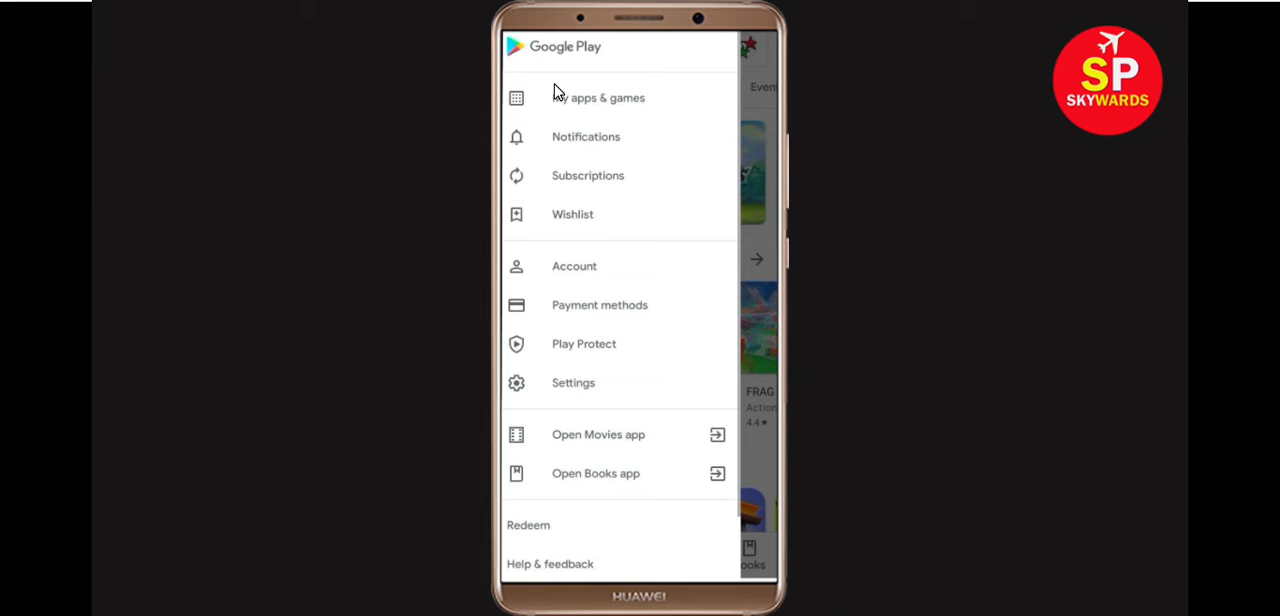 Google Play
SP
SKYWARDS
My apps & games
Even
Notifications
Subscriptions
Wishlist
Account
Payment methods
Play Protect
Settings
FRAG
Action
4.4★
Open Movies app
Open Books app
Redeem
Help & feedback
ooks
HUAWEI